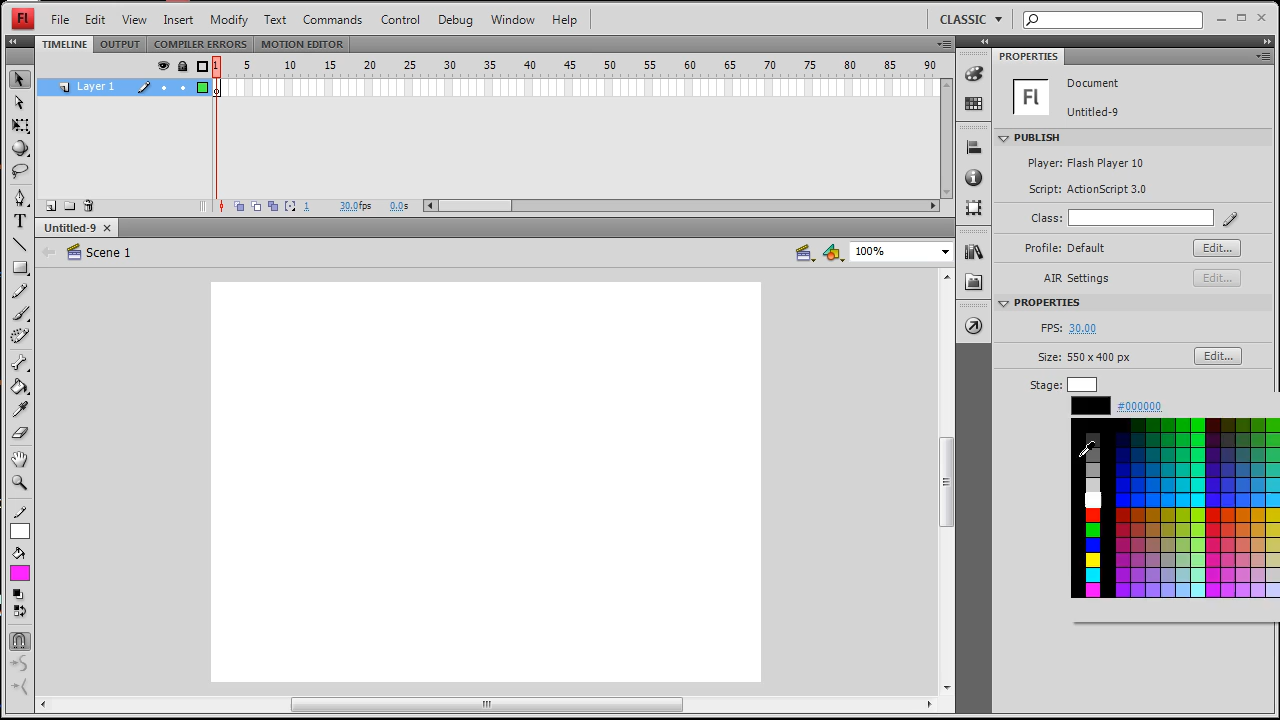 Fl File Edit View Insert Modify Text Commands Control Debug Window Help CLASSIC
TIMELINE OUTPUT COMPILER ERRORS MOTION EDITOR
PROPERTIES
1 5 10 15 20 25 30 35 40 45 50 55 60 65 70 75 80 85 90
Layer 1
Fl
Document
Untitled-9
PUBLISH
Player: Flash Player 10
Script: ActionScript 3.0
1 30.0fps 0.0s
Class:
Untitled-9
Profile: Default Edit...
Scene 1
100%
AIR Settings Edit...
PROPERTIES
FPS: 30.00
Size: 550 x 400 px Edit...
Stage:
#000000
T